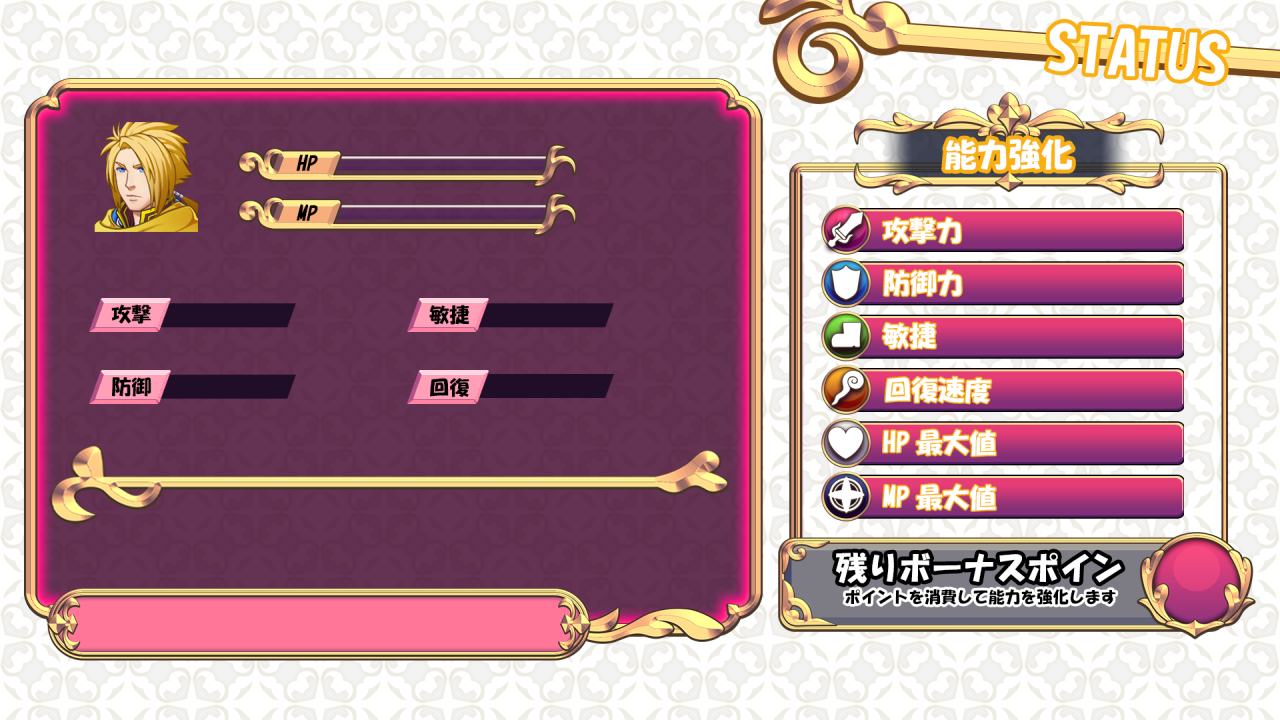 STATUS
HP
MP
攻撃
敏捷
防御
回復
能力強化
攻撃力
防御力
敏捷
回復速度
HP 最大値
MP 最大値
残りボーナスポイン
ポイントを消費して能力を強化します